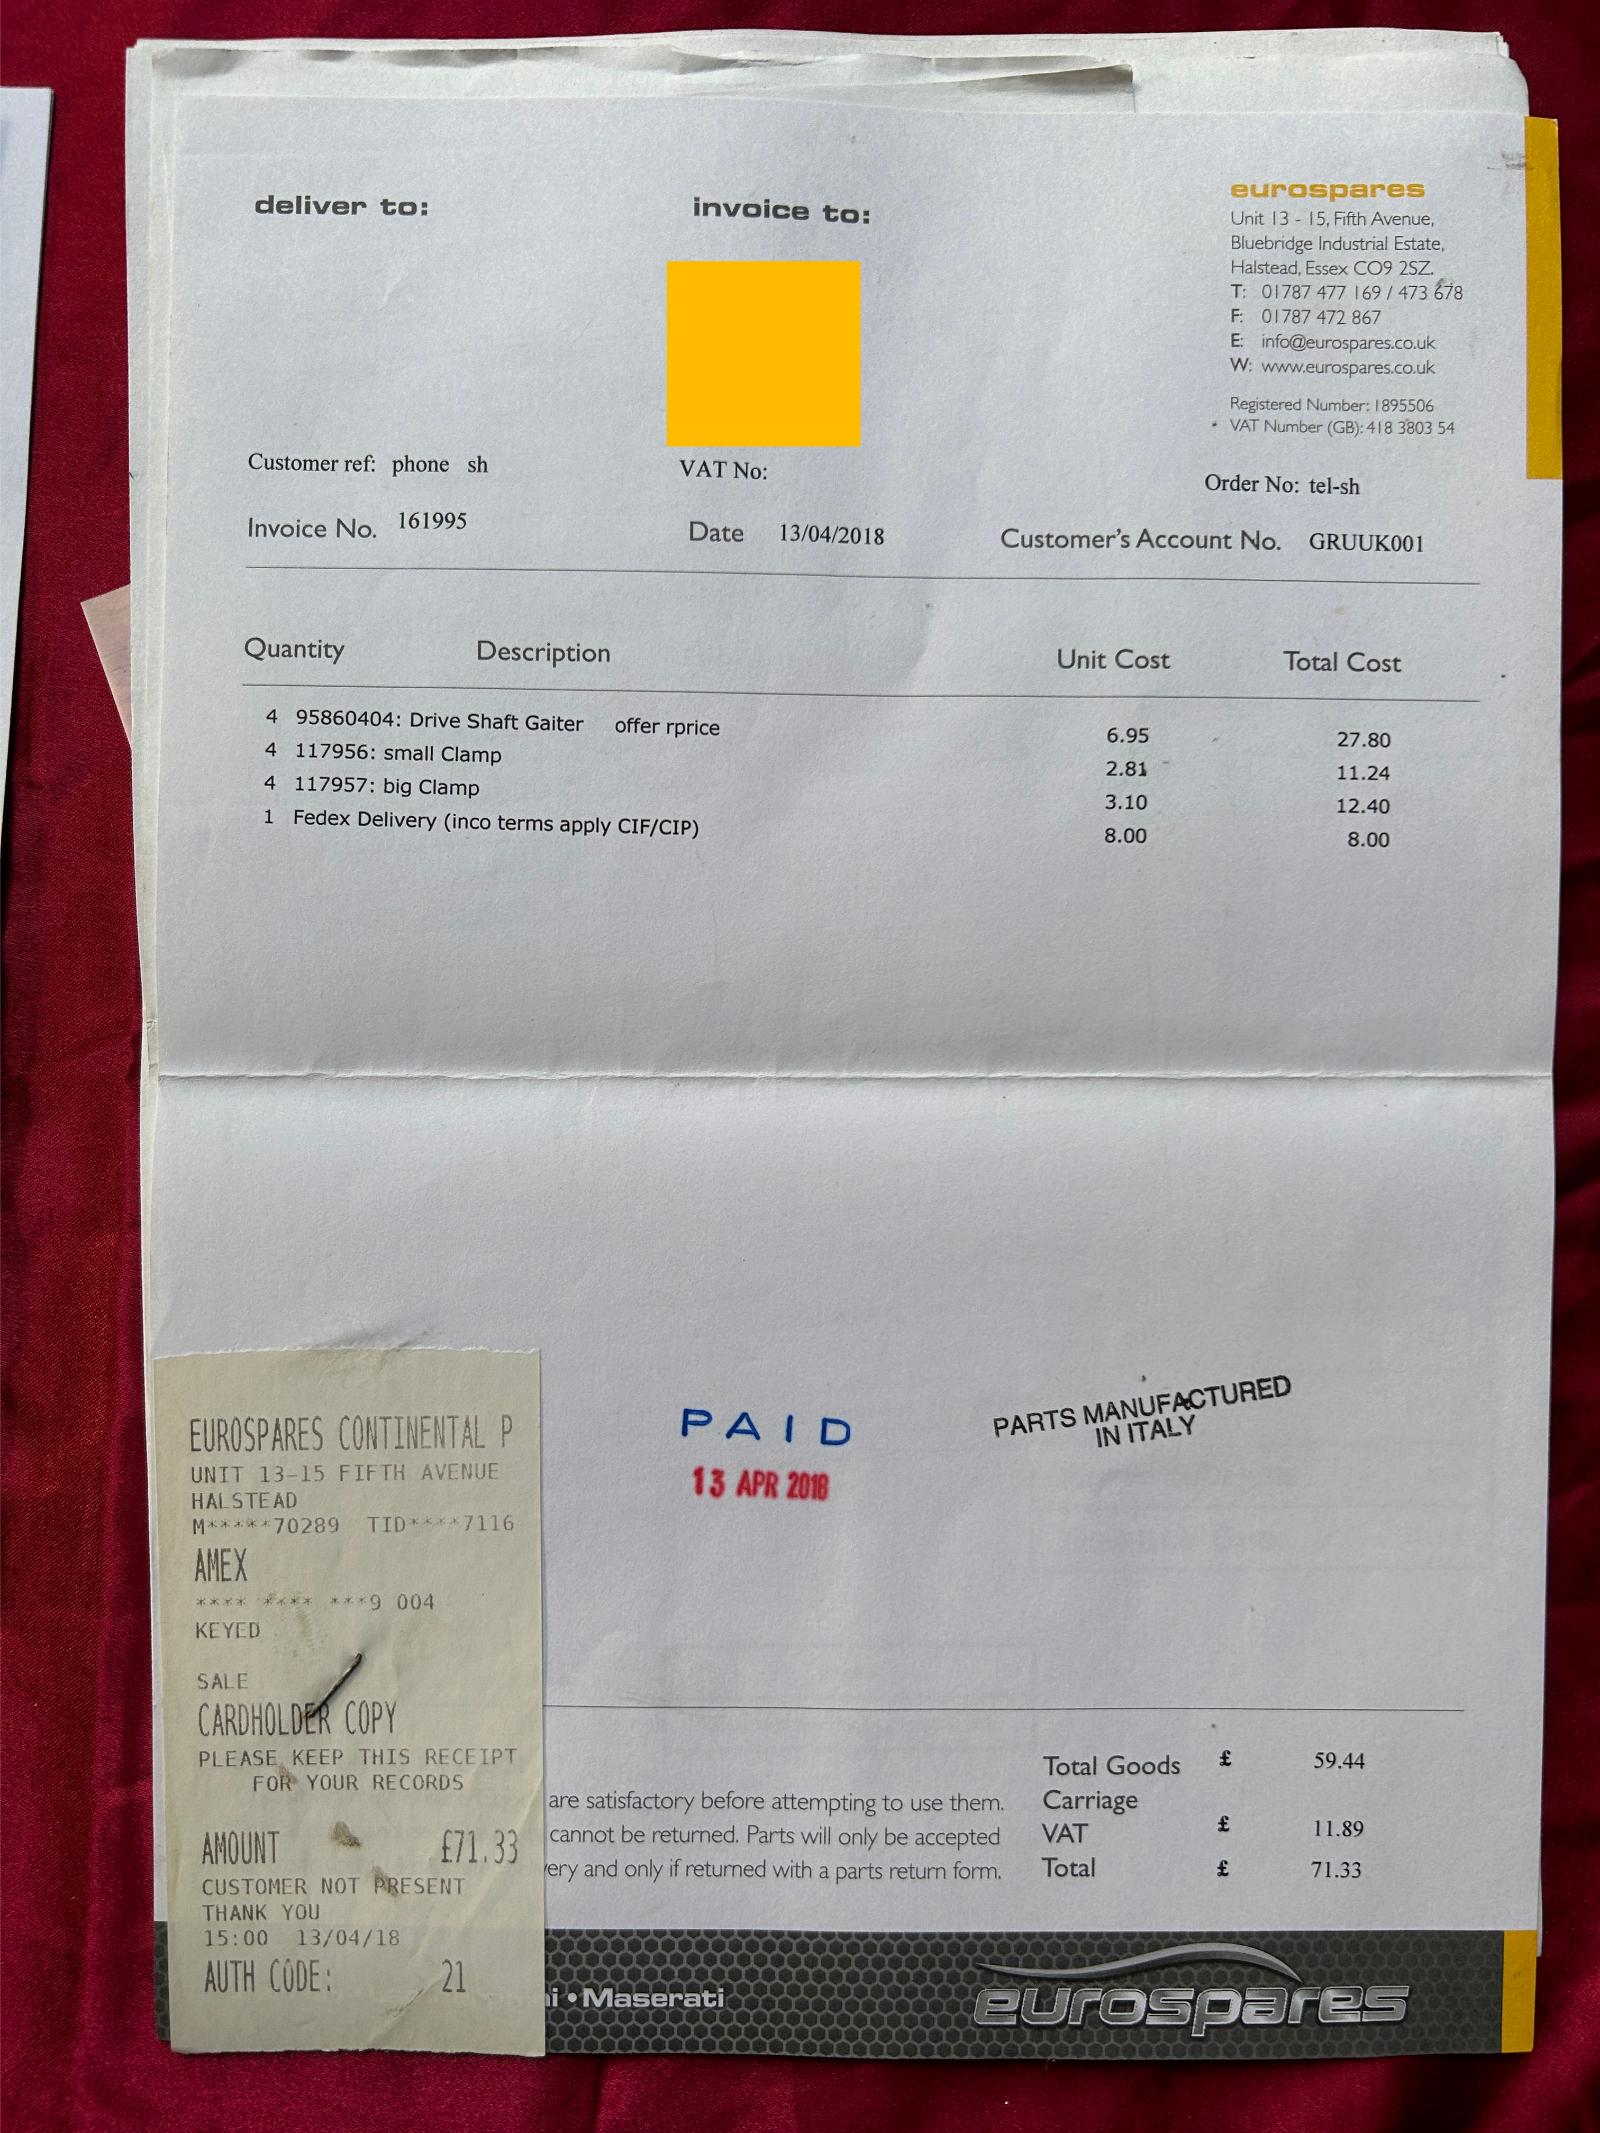 deliver to:
invoice to:
eurospares
Unit 13 - 15, Fifth Avenue,
Bluebridge Industrial Estate,
Halstead, Essex CO9 2SZ.
T: 01787 477 169 / 473 678
F: 01787 472 867
E: info@eurospares.co.uk
W: www.eurospares.co.uk
Registered Number: 1895506
VAT Number (GB): 418 3803 54
Customer ref: phone sh
VAT No:
Order No: tel-sh
Invoice No. 161995
Date 13/04/2018
Customer's Account No. GRUUK001
Quantity Description Unit Cost Total Cost
4 95860404: Drive Shaft Gaiter offer rprice 6.95 27.80
4 117956: small Clamp 2.81 11.24
4 117957: big Clamp 3.10 12.40
1 Fedex Delivery (inco terms apply CIF/CIP) 8.00 8.00
PAID
13 APR 2018
PARTS MANUFACTURED
IN ITALY
EUROSPARES CONTINENTAL P
UNIT 13-15 FIFTH AVENUE
HALSTEAD
M*****70289 TID****7116
AMEX
**** **** ***9 004
KEYED
SALE
CARDHOLDER COPY
PLEASE KEEP THIS RECEIPT
FOR YOUR RECORDS
AMOUNT £71.33
CUSTOMER NOT PRESENT
THANK YOU
15:00 13/04/18
AUTH CODE: 21
are satisfactory before attempting to use them.
cannot be returned. Parts will only be accepted
and only if returned with a parts return form.
Total Goods £ 59.44
Carriage
VAT £ 11.89
Total £ 71.33
• Maserati
eurospares